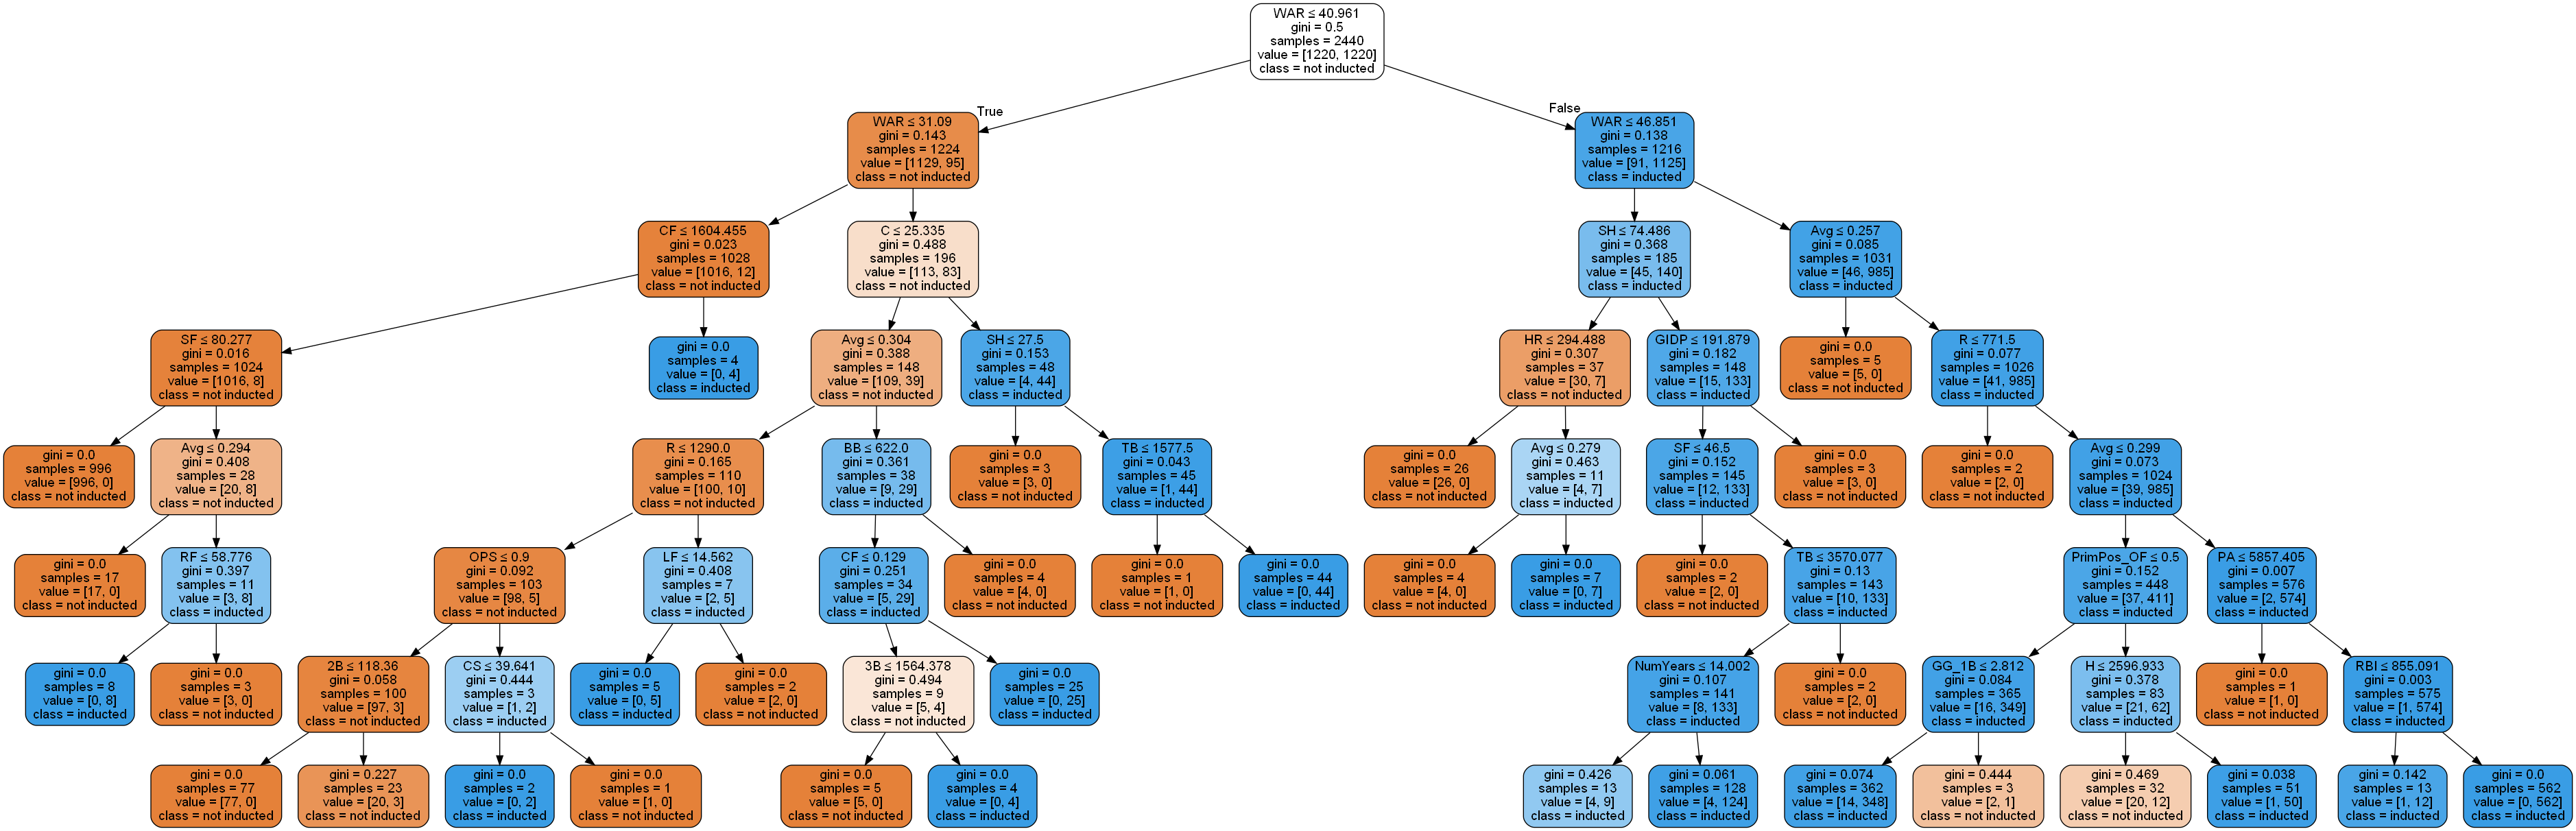 WAR ≤ 40.961
gini = 0.5
samples = 2440
value = [1220, 1220]
class = not inducted
True
False
WAR ≤ 31.09
gini = 0.143
samples = 1224
value = [1129, 95]
class = not inducted
WAR ≤ 46.851
gini = 0.138
samples = 1216
value = [91, 1125]
class = inducted
CF ≤ 1604.455
gini = 0.023
samples = 1028
value = [1016, 12]
class = not inducted
C ≤ 25.335
gini = 0.488
samples = 196
value = [113, 83]
class = not inducted
SH ≤ 74.486
gini = 0.368
samples = 185
value = [45, 140]
class = inducted
Avg ≤ 0.257
gini = 0.085
samples = 1031
value = [46, 985]
class = inducted
SF ≤ 80.277
gini = 0.016
samples = 1024
value = [1016, 8]
class = not inducted
gini = 0.0
samples = 4
value = [0, 4]
class = inducted
Avg ≤ 0.304
gini = 0.388
samples = 148
value = [109, 39]
class = not inducted
SH ≤ 27.5
gini = 0.153
samples = 48
value = [4, 44]
class = inducted
HR ≤ 294.488
gini = 0.307
samples = 37
value = [30, 7]
class = not inducted
GIDP ≤ 191.879
gini = 0.182
samples = 148
value = [15, 133]
class = inducted
gini = 0.0
samples = 5
value = [5, 0]
class = not inducted
R ≤ 771.5
gini = 0.077
samples = 1026
value = [41, 985]
class = inducted
gini = 0.0
samples = 996
value = [996, 0]
class = not inducted
Avg ≤ 0.294
gini = 0.408
samples = 28
value = [20, 8]
class = not inducted
R ≤ 1290.0
gini = 0.165
samples = 110
value = [100, 10]
class = not inducted
BB ≤ 622.0
gini = 0.361
samples = 38
value = [9, 29]
class = inducted
gini = 0.0
samples = 3
value = [3, 0]
class = not inducted
TB ≤ 1577.5
gini = 0.043
samples = 45
value = [1, 44]
class = inducted
gini = 0.0
samples = 26
value = [26, 0]
class = not inducted
Avg ≤ 0.279
gini = 0.463
samples = 11
value = [4, 7]
class = inducted
SF ≤ 46.5
gini = 0.152
samples = 145
value = [12, 133]
class = inducted
gini = 0.0
samples = 3
value = [3, 0]
class = not inducted
gini = 0.0
samples = 2
value = [2, 0]
class = not inducted
Avg ≤ 0.299
gini = 0.073
samples = 1024
value = [39, 985]
class = inducted
gini = 0.0
samples = 17
value = [17, 0]
class = not inducted
RF ≤ 58.776
gini = 0.397
samples = 11
value = [3, 8]
class = inducted
OPS ≤ 0.9
gini = 0.092
samples = 103
value = [98, 5]
class = not inducted
LF ≤ 14.562
gini = 0.408
samples = 7
value = [2, 5]
class = inducted
CF ≤ 0.129
gini = 0.251
samples = 34
value = [5, 29]
class = inducted
gini = 0.0
samples = 4
value = [4, 0]
class = not inducted
gini = 0.0
samples = 1
value = [1, 0]
class = not inducted
gini = 0.0
samples = 44
value = [0, 44]
class = inducted
gini = 0.0
samples = 4
value = [4, 0]
class = not inducted
gini = 0.0
samples = 7
value = [0, 7]
class = inducted
gini = 0.0
samples = 2
value = [2, 0]
class = not inducted
TB ≤ 3570.077
gini = 0.13
samples = 143
value = [10, 133]
class = inducted
PrimPos_OF ≤ 0.5
gini = 0.152
samples = 448
value = [37, 411]
class = inducted
PA ≤ 5857.405
gini = 0.007
samples = 576
value = [2, 574]
class = inducted
gini = 0.0
samples = 8
value = [0, 8]
class = inducted
gini = 0.0
samples = 3
value = [3, 0]
class = not inducted
2B ≤ 118.36
gini = 0.058
samples = 100
value = [97, 3]
class = not inducted
CS ≤ 39.641
gini = 0.444
samples = 3
value = [1, 2]
class = inducted
gini = 0.0
samples = 5
value = [0, 5]
class = inducted
gini = 0.0
samples = 2
value = [2, 0]
class = not inducted
3B ≤ 1564.378
gini = 0.494
samples = 9
value = [5, 4]
class = not inducted
gini = 0.0
samples = 25
value = [0, 25]
class = inducted
NumYears ≤ 14.002
gini = 0.107
samples = 141
value = [8, 133]
class = inducted
gini = 0.0
samples = 2
value = [2, 0]
class = not inducted
GG_1B ≤ 2.812
gini = 0.084
samples = 365
value = [16, 349]
class = inducted
H ≤ 2596.933
gini = 0.378
samples = 83
value = [21, 62]
class = inducted
gini = 0.0
samples = 1
value = [1, 0]
class = not inducted
RBI ≤ 855.091
gini = 0.003
samples = 575
value = [1, 574]
class = inducted
gini = 0.0
samples = 77
value = [77, 0]
class = not inducted
gini = 0.227
samples = 23
value = [20, 3]
class = not inducted
gini = 0.0
samples = 2
value = [0, 2]
class = inducted
gini = 0.0
samples = 1
value = [1, 0]
class = not inducted
gini = 0.0
samples = 5
value = [5, 0]
class = not inducted
gini = 0.0
samples = 4
value = [0, 4]
class = inducted
gini = 0.426
samples = 13
value = [4, 9]
class = inducted
gini = 0.061
samples = 128
value = [4, 124]
class = inducted
gini = 0.074
samples = 362
value = [14, 348]
class = inducted
gini = 0.444
samples = 3
value = [2, 1]
class = not inducted
gini = 0.469
samples = 32
value = [20, 12]
class = not inducted
gini = 0.038
samples = 51
value = [1, 50]
class = inducted
gini = 0.142
samples = 13
value = [1, 12]
class = inducted
gini = 0.0
samples = 562
value = [0, 562]
class = inducted